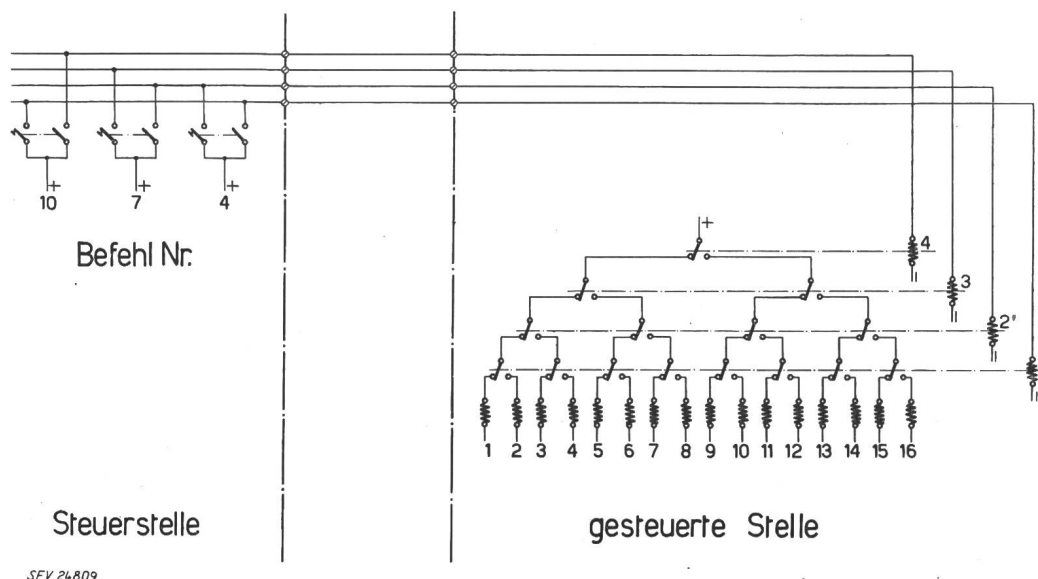 10 7 4
+ + +
Befehl Nr.
+
4
3
2
1 2 3 4 5 6 7 8 9 10 11 12 13 14 15 16
Steuerstelle gesteuerte Stelle
SEV 24809